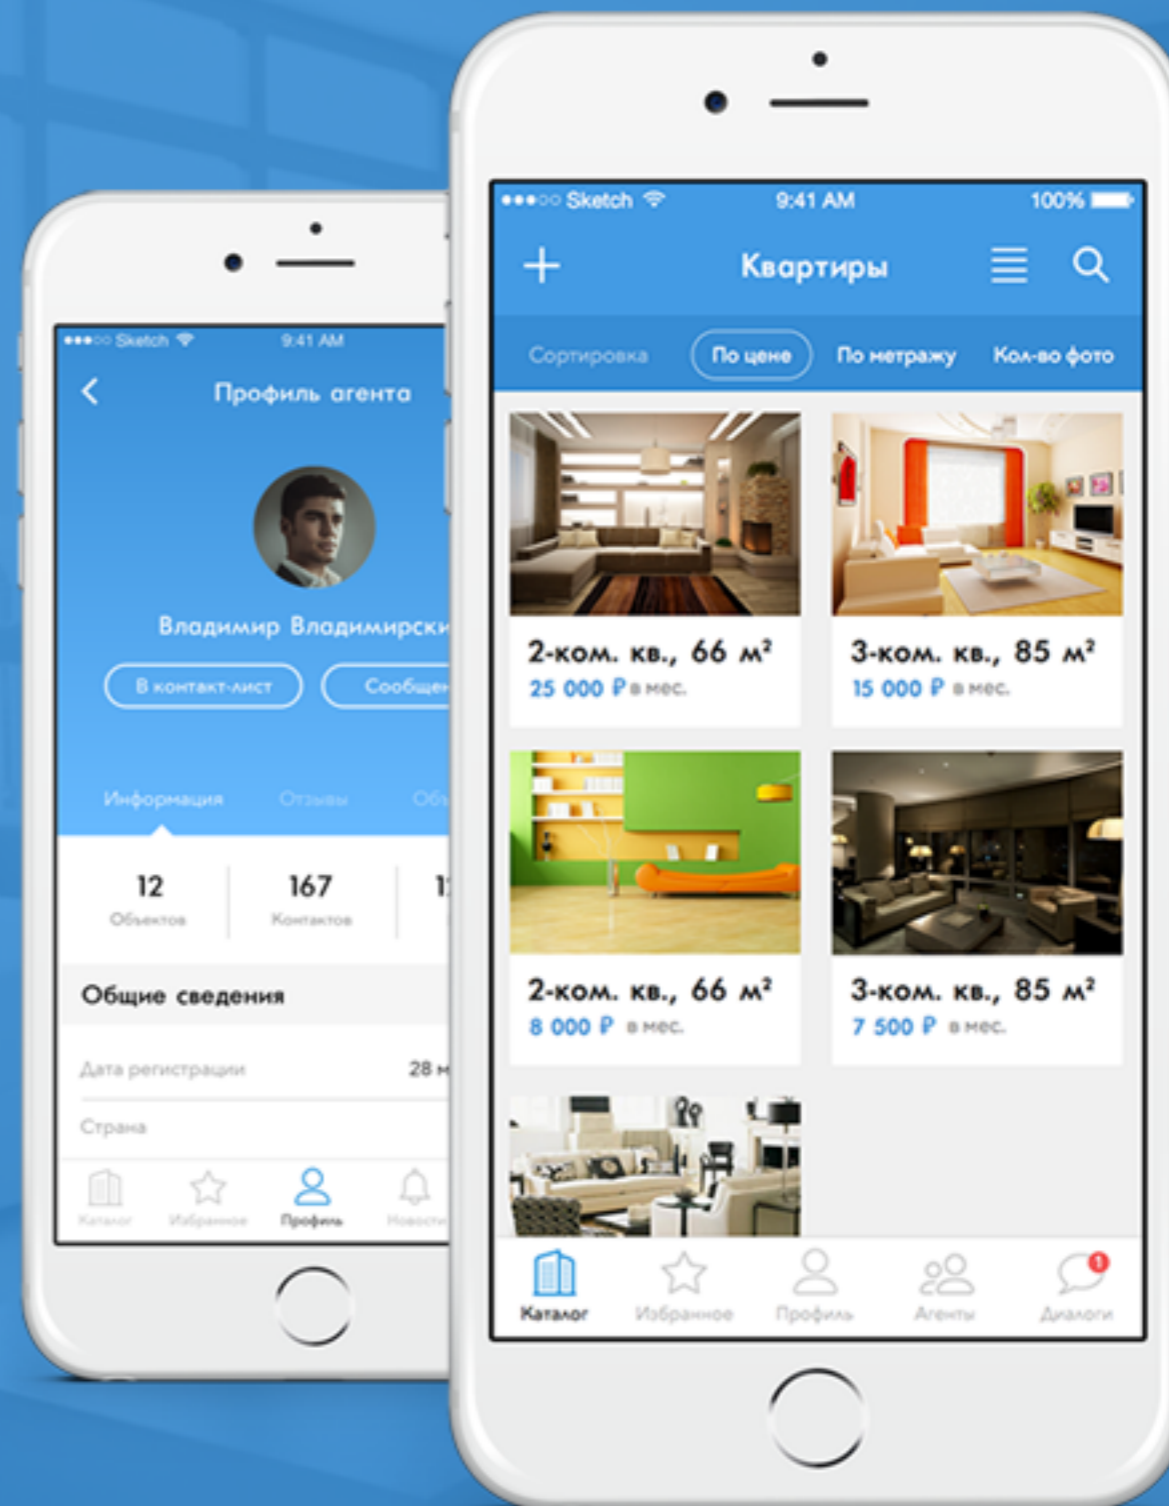 Sketch 9:41 AM
Профиль агента
Владимир Владимирски
В контакт-лист
Информация Отзывы
12 167
Объектов Контактов
Общие сведения
Дата регистрации 28
Страна
Каталог Избранное Профиль Новости
Sketch 9:41 AM 100%
Квартиры
Сортировка По цене По метражу Кол-во фото
2-ком. кв., 66 м² 3-ком. кв., 85 м²
25 000 ₽ в мес. 15 000 ₽ в мес.
2-ком. кв., 66 м² 3-ком. кв., 85 м²
8 000 ₽ в мес. 7 500 ₽ в мес.
1
Каталог Избранное Профиль Агенты Диалоги